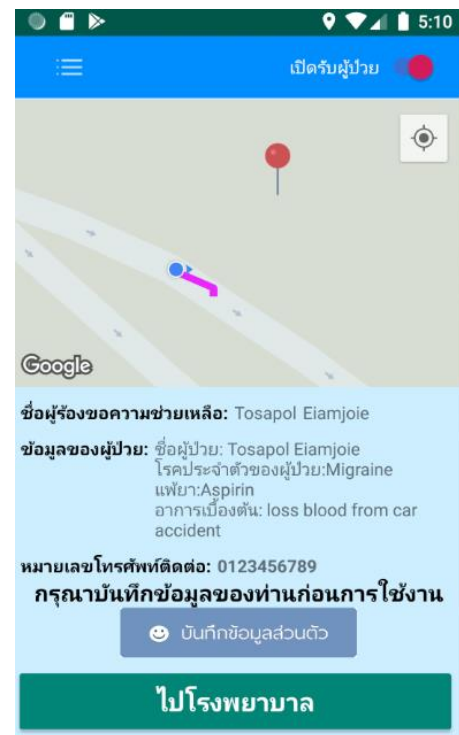 5:10
เปิดรับผู้ป่วย
Google
ชื่อผู้ร้องขอความช่วยเหลือ: Tosapol Eiamjoie
ข้อมูลของผู้ป่วย: ชื่อผู้ป่วย: Tosapol Eiamjoie
โรคประจำตัวของผู้ป่วย:Migraine
แพ้ยา:Aspirin
อาการเบื้องต้น: loss blood from car
accident
หมายเลขโทรศัพท์ติดต่อ: 0123456789
กรุณาบันทึกข้อมูลของท่านก่อนการใช้งาน
บันทึกข้อมูลส่วนตัว
ไปโรงพยาบาล